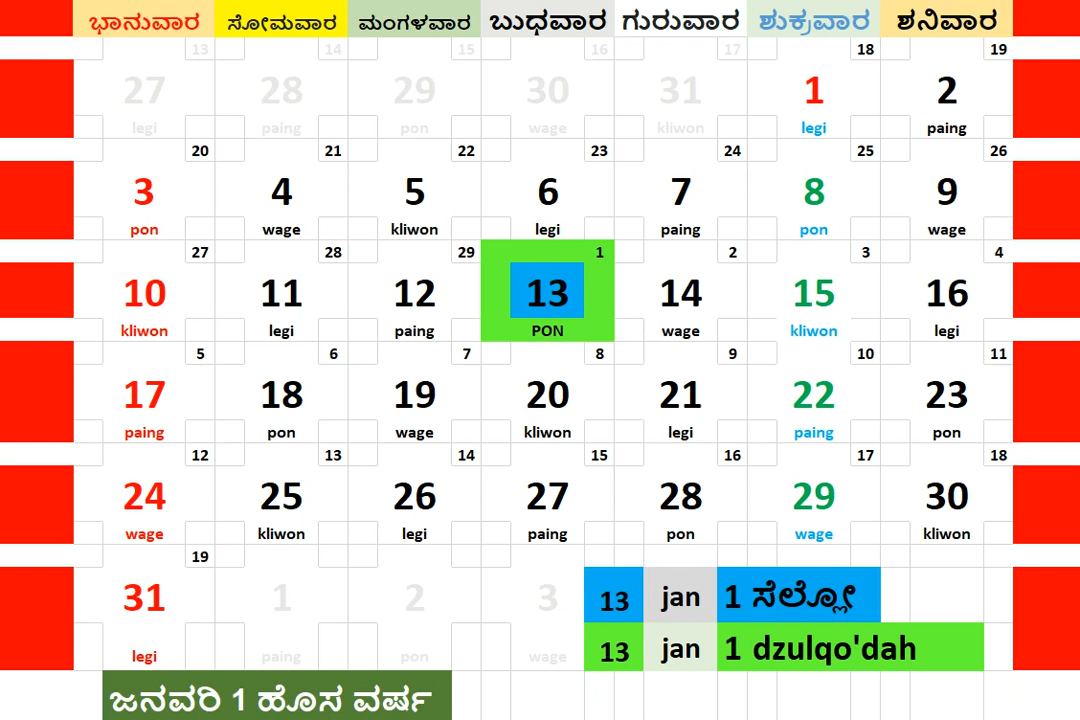 ಭಾನುವಾರ ಸೋಮವಾರ ಮಂಗಳವಾರ ಬುಧವಾರ ಗುರುವಾರ ಶುಕ್ರವಾರ ಶನಿವಾರ
13 14 15 16 17 18 19
27 28 29 30 31 1 2
legi paing pon wage kliwon legi paing
20 21 22 23 24 25 26
3 4 5 6 7 8 9
pon wage kliwon legi paing pon wage
27 28 29 1 2 3 4
10 11 12 13 14 15 16
kliwon legi paing PON wage kliwon legi
5 6 7 8 9 10 11
17 18 19 20 21 22 23
paing pon wage kliwon legi paing pon
12 13 14 15 16 17 18
24 25 26 27 28 29 30
wage kliwon legi paing pon wage kliwon
19
31 1 2 3 13 jan 1 ಸೆಲ್ಲೋ
legi paing pon wage 13 jan 1 dzulqo'dah
ಜನವರಿ 1 ಹೊಸ ವರ್ಷ